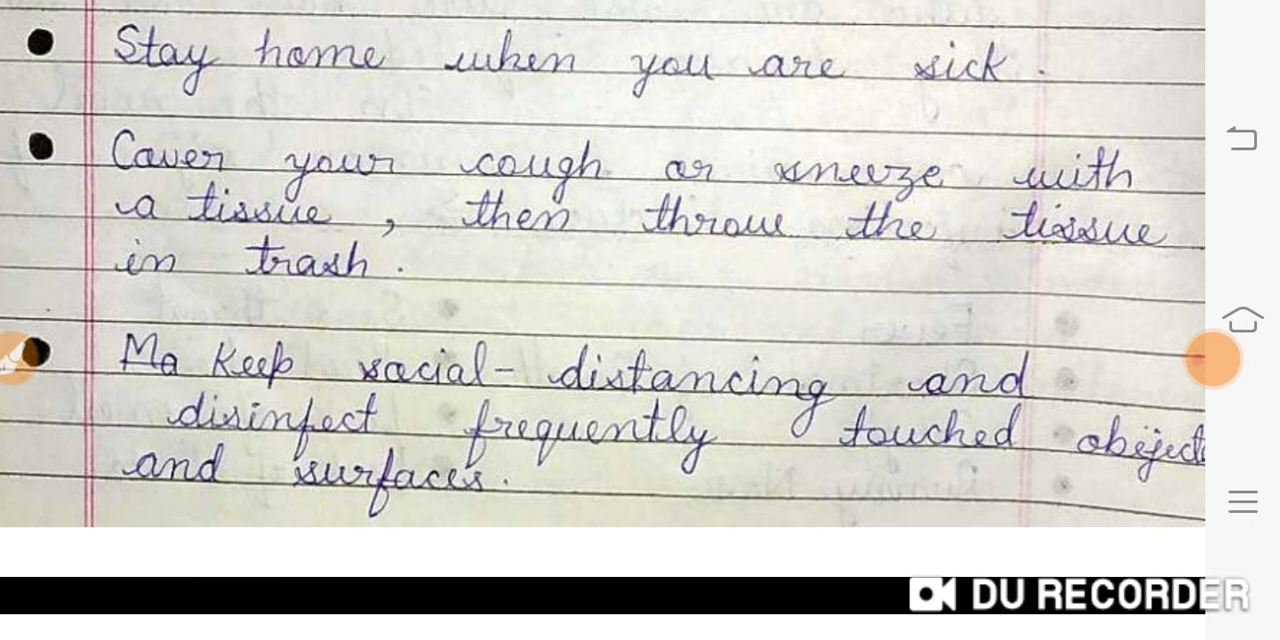 Stay home when you are sick.
Cover your cough or sneeze with
a tissue, then throw the tissue
in trash.
Ma Keep social-distancing and
disinfect frequently touched obeject
and surfaces.
DU RECORDER